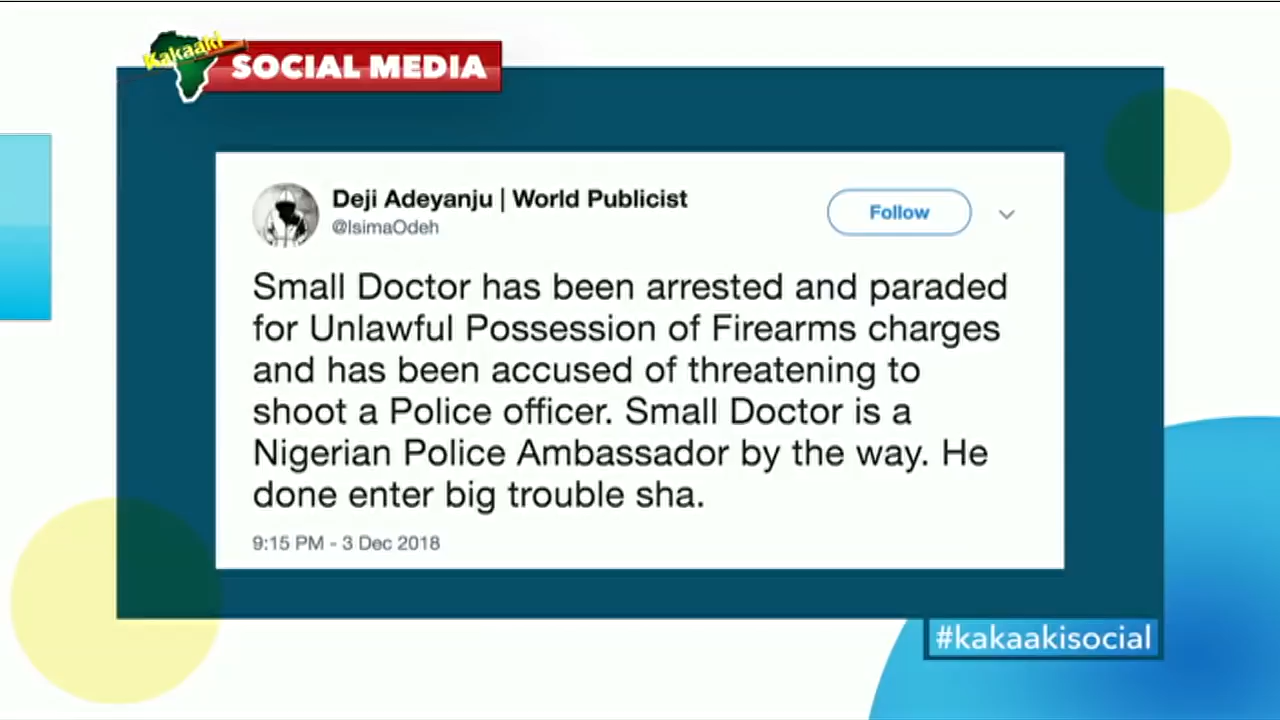 Kakaaki
SOCIAL MEDIA
Deji Adeyanju | World Publicist
@IsimaOdeh
Follow
Small Doctor has been arrested and paraded
for Unlawful Possession of Firearms charges
and has been accused of threatening to
shoot a Police officer. Small Doctor is a
Nigerian Police Ambassador by the way. He
done enter big trouble sha.
9:15 PM - 3 Dec 2018
#kakaakisocial